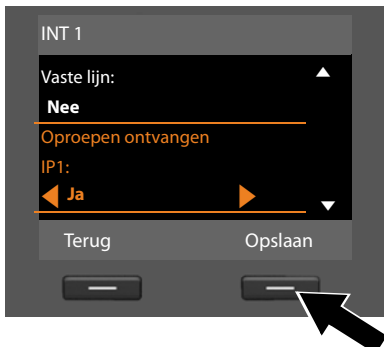 INT 1
Vaste lijn:
Nee
Oproepen ontvangen
IP1:
Ja
Terug Opslaan